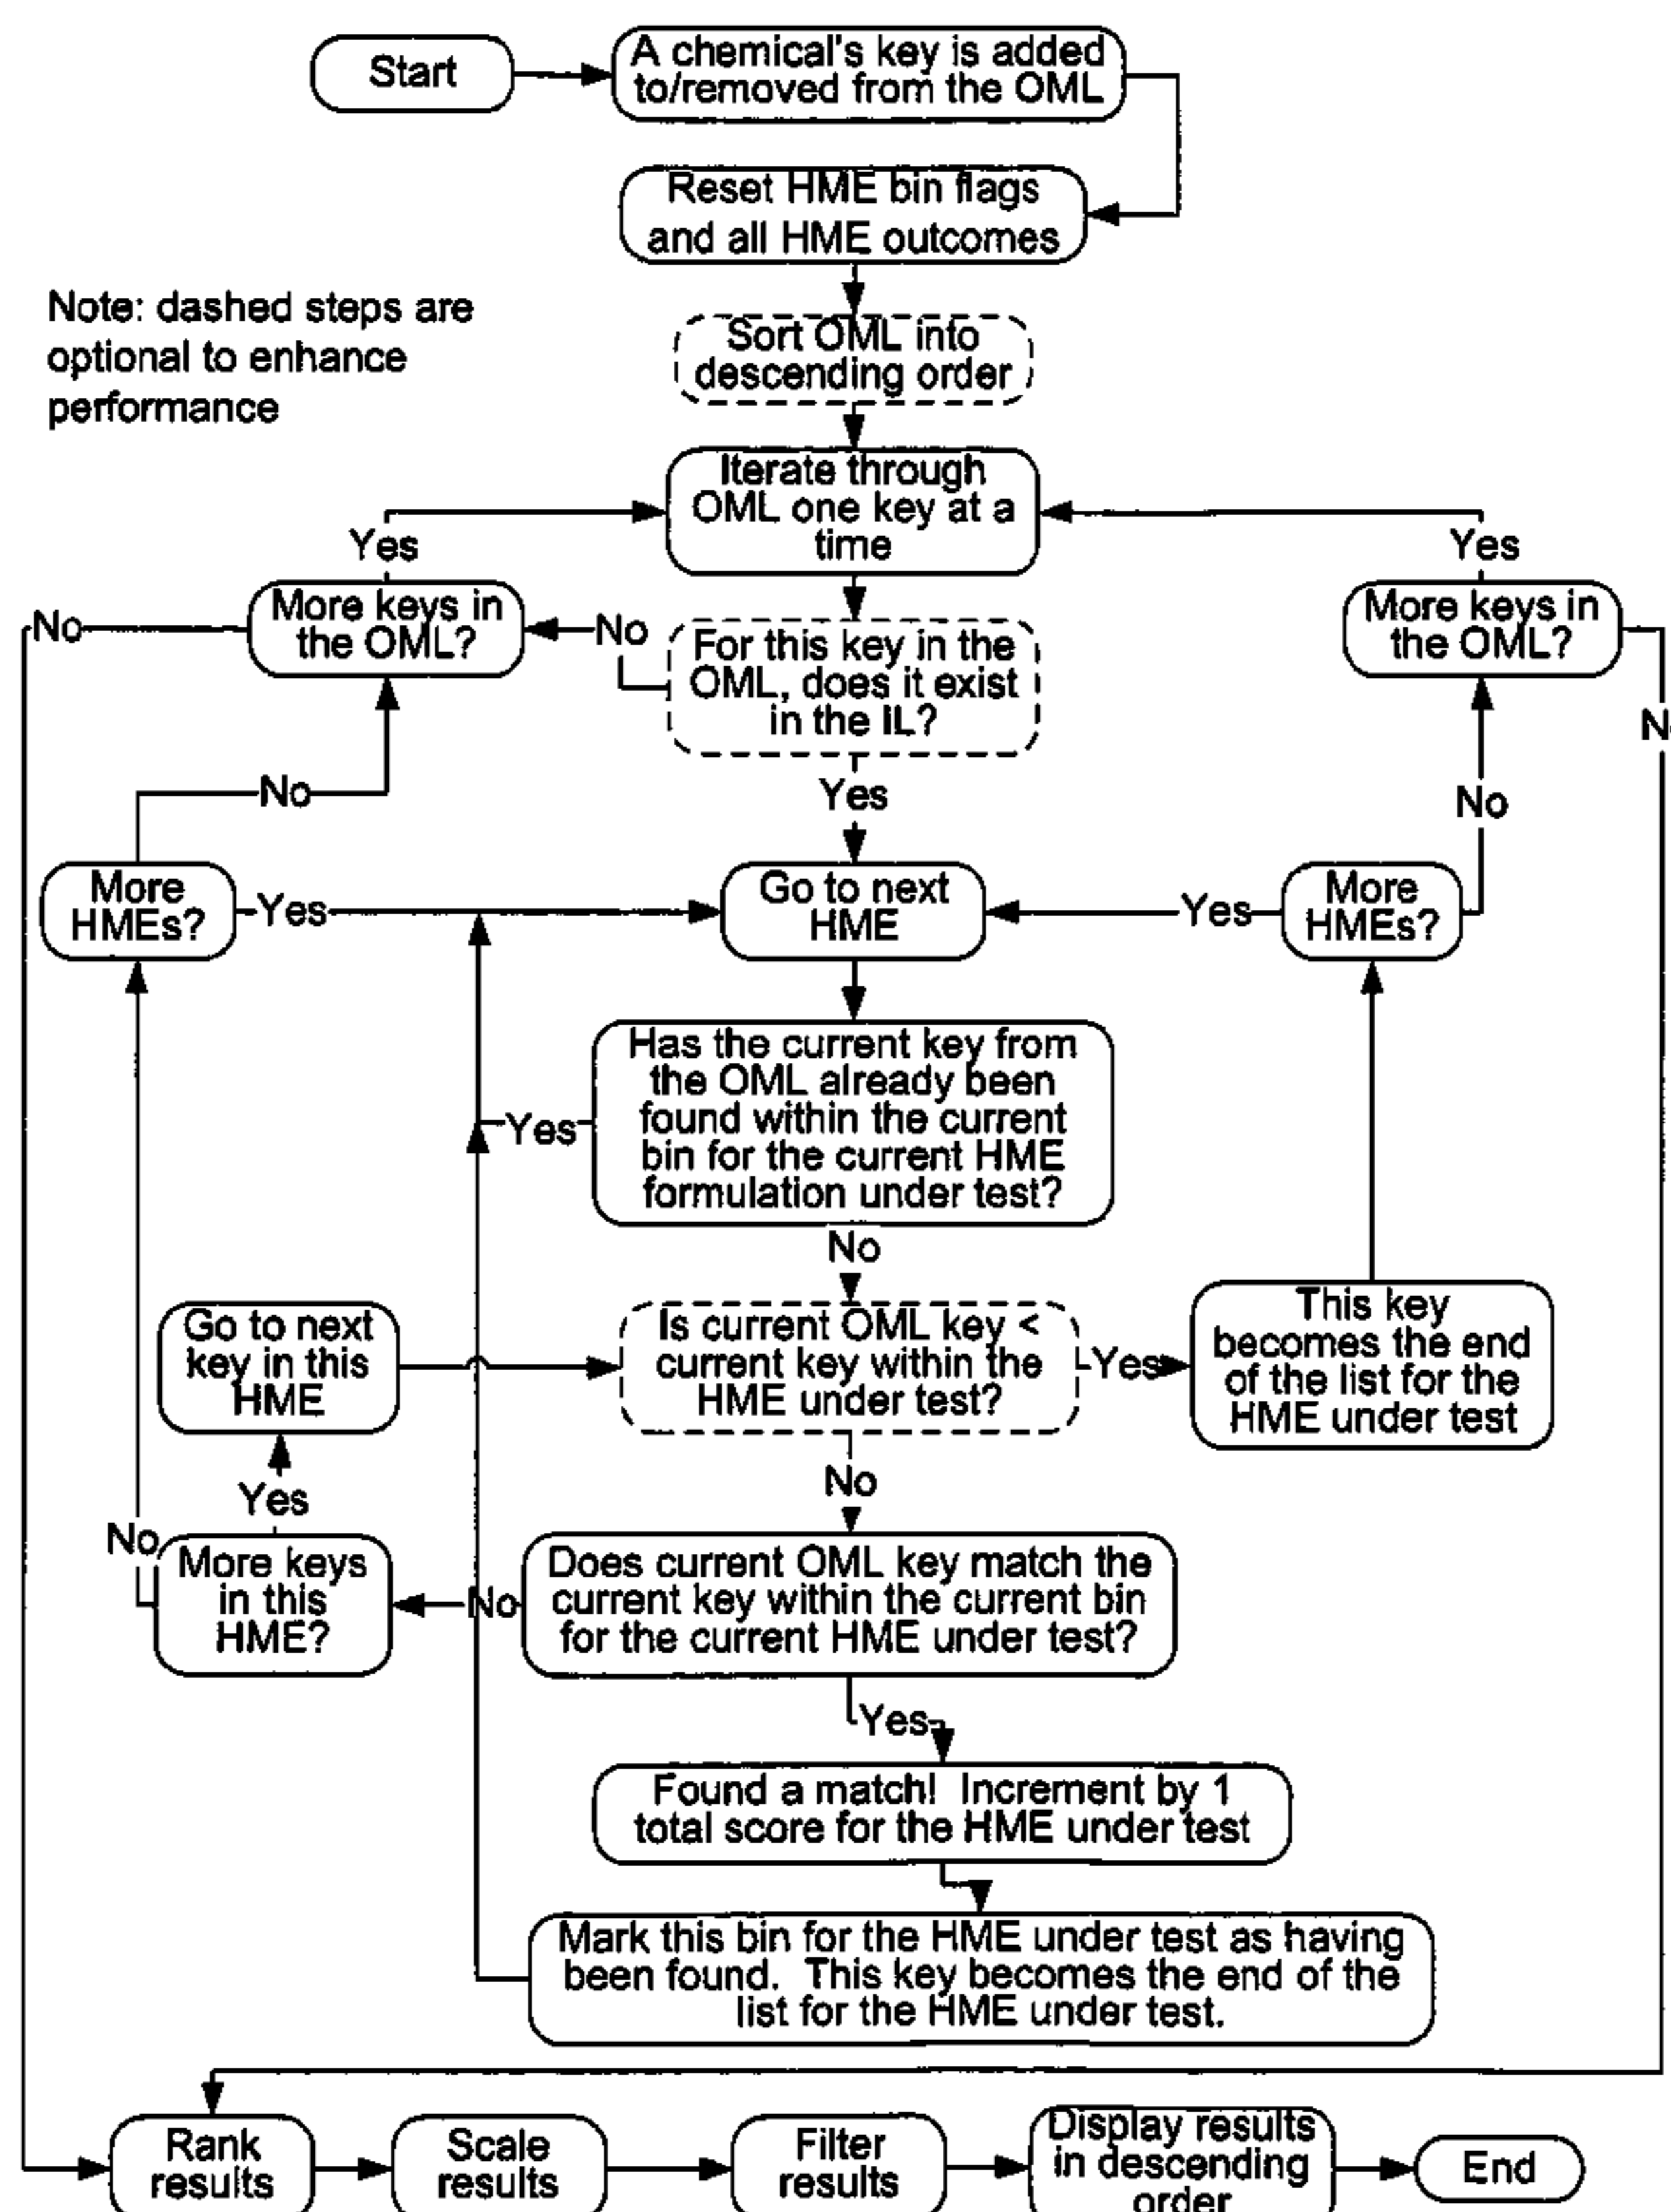 Start
A chemical's key is added
to/removed from the OML
Reset HME bin flags
and all HME outcomes
Note: dashed steps are
optional to enhance
performance
Sort OML into
descending order
Iterate through
OML one key at a
time
Yes
Yes
No
More keys in
the OML?
No
For this key in the
OML, does it exist
in the IL?
More keys in
the OML?
N
No
Yes
No
More
HMEs?
Yes
Go to next
HME
Yes
More
HMEs?
Has the current key from
the OML already been
found within the current
bin for the current HME
formulation under test?
Yes
No
Go to next
key in this
HME
Is current OML key <
current key within the
HME under test?
Yes
This key
becomes the end
of the list for the
HME under test
Yes
No
No
More keys
in this
HME?
No
Does current OML key match the
current key within the current bin
for the current HME under test?
Yes
Found a match! Increment by 1
total score for the HME under test
Mark this bin for the HME under test as having
been found. This key becomes the end of the
list for the HME under test.
Rank
results
Scale
results
Filter
results
Display results
in descending
order
End